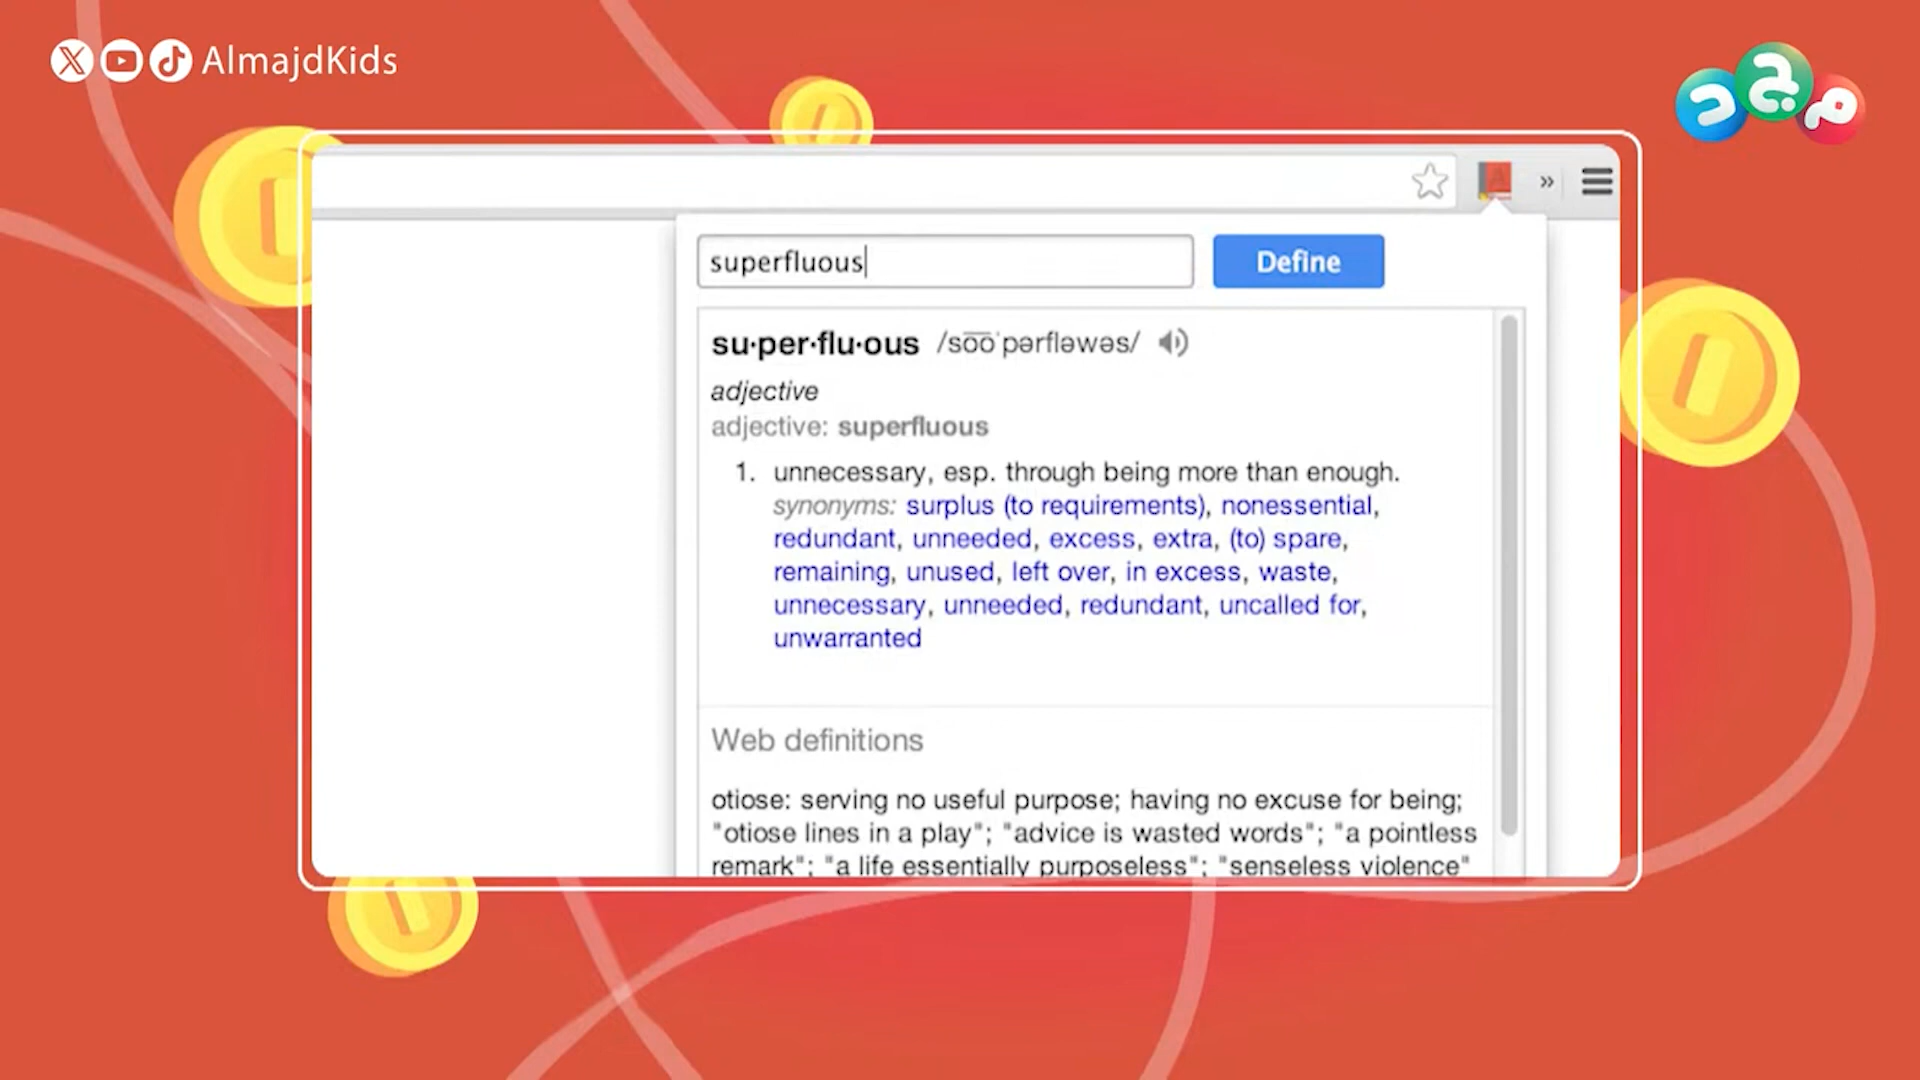 AlmajdKids
مجد
superfluous
Define
su·per·flu·ous /so͞oˈpərfləwəs/
adjective
adjective: superfluous
1. unnecessary, esp. through being more than enough.
synonyms: surplus (to requirements), nonessential,
redundant, unneeded, excess, extra, (to) spare,
remaining, unused, left over, in excess, waste,
unnecessary, unneeded, redundant, uncalled for,
unwarranted
Web definitions
otiose: serving no useful purpose; having no excuse for being;
"otiose lines in a play"; "advice is wasted words"; "a pointless
remark"; "a life essentially purposeless"; "senseless violence"